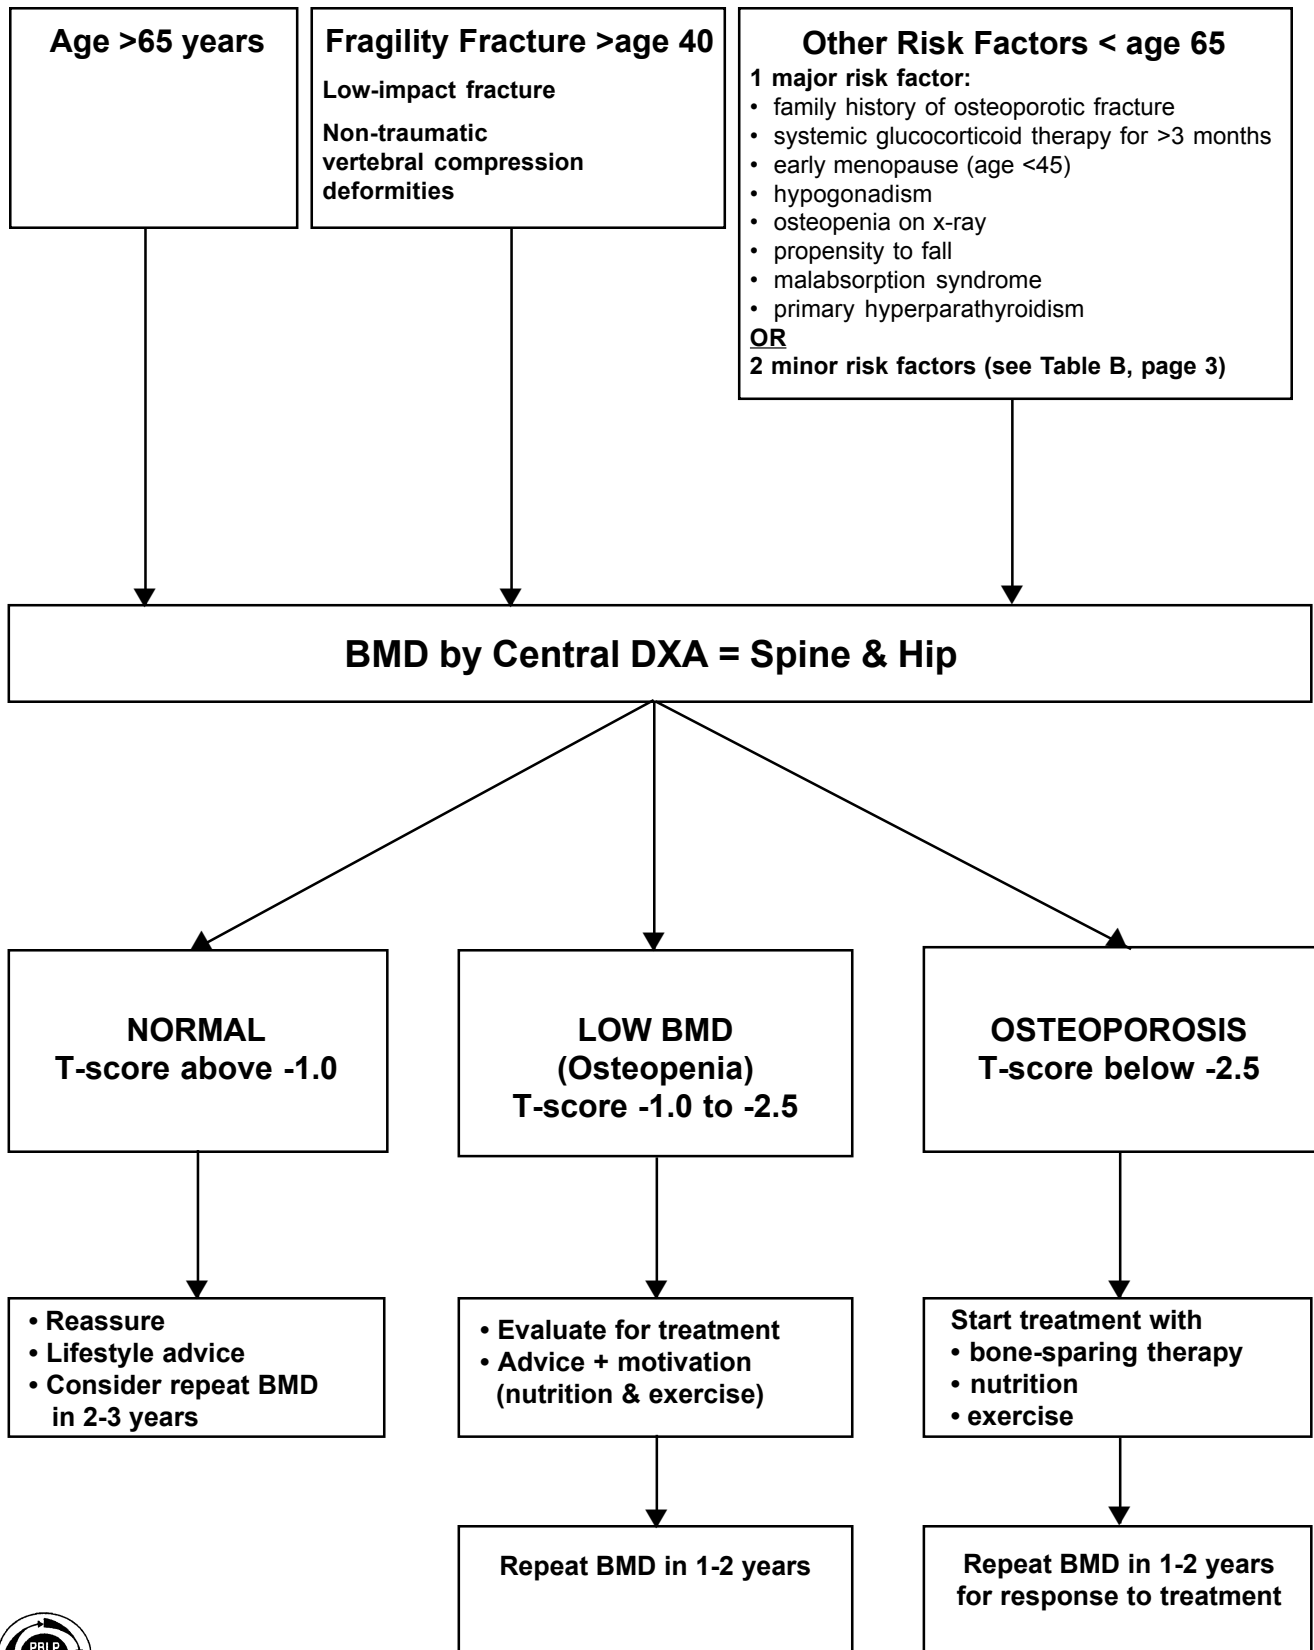 Age >65 years
Fragility Fracture >age 40
Low-impact fracture
Non-traumatic
vertebral compression
deformities
Other Risk Factors < age 65
1 major risk factor:
• family history of osteoporotic fracture
• systemic glucocorticoid therapy for >3 months
• early menopause (age <45)
• hypogonadism
• osteopenia on x-ray
• propensity to fall
• malabsorption syndrome
• primary hyperparathyroidism
OR
2 minor risk factors (see Table B, page 3)
BMD by Central DXA = Spine & Hip
NORMAL
T-score above -1.0
LOW BMD
(Osteopenia)
T-score -1.0 to -2.5
OSTEOPOROSIS
T-score below -2.5
• Reassure
• Lifestyle advice
• Consider repeat BMD
in 2-3 years
• Evaluate for treatment
• Advice + motivation
(nutrition & exercise)
Start treatment with
• bone-sparing therapy
• nutrition
• exercise
Repeat BMD in 1-2 years
Repeat BMD in 1-2 years
for response to treatment
PBLP